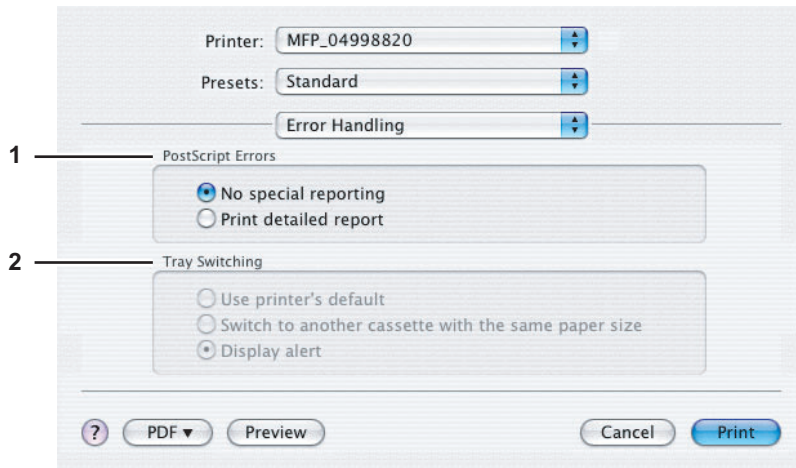 Printer: MFP_04998820
Presets: Standard
Error Handling
1
PostScript Errors
No special reporting
Print detailed report
2
Tray Switching
Use printer's default
Switch to another cassette with the same paper size
Display alert
? PDF▼ Preview Cancel Print